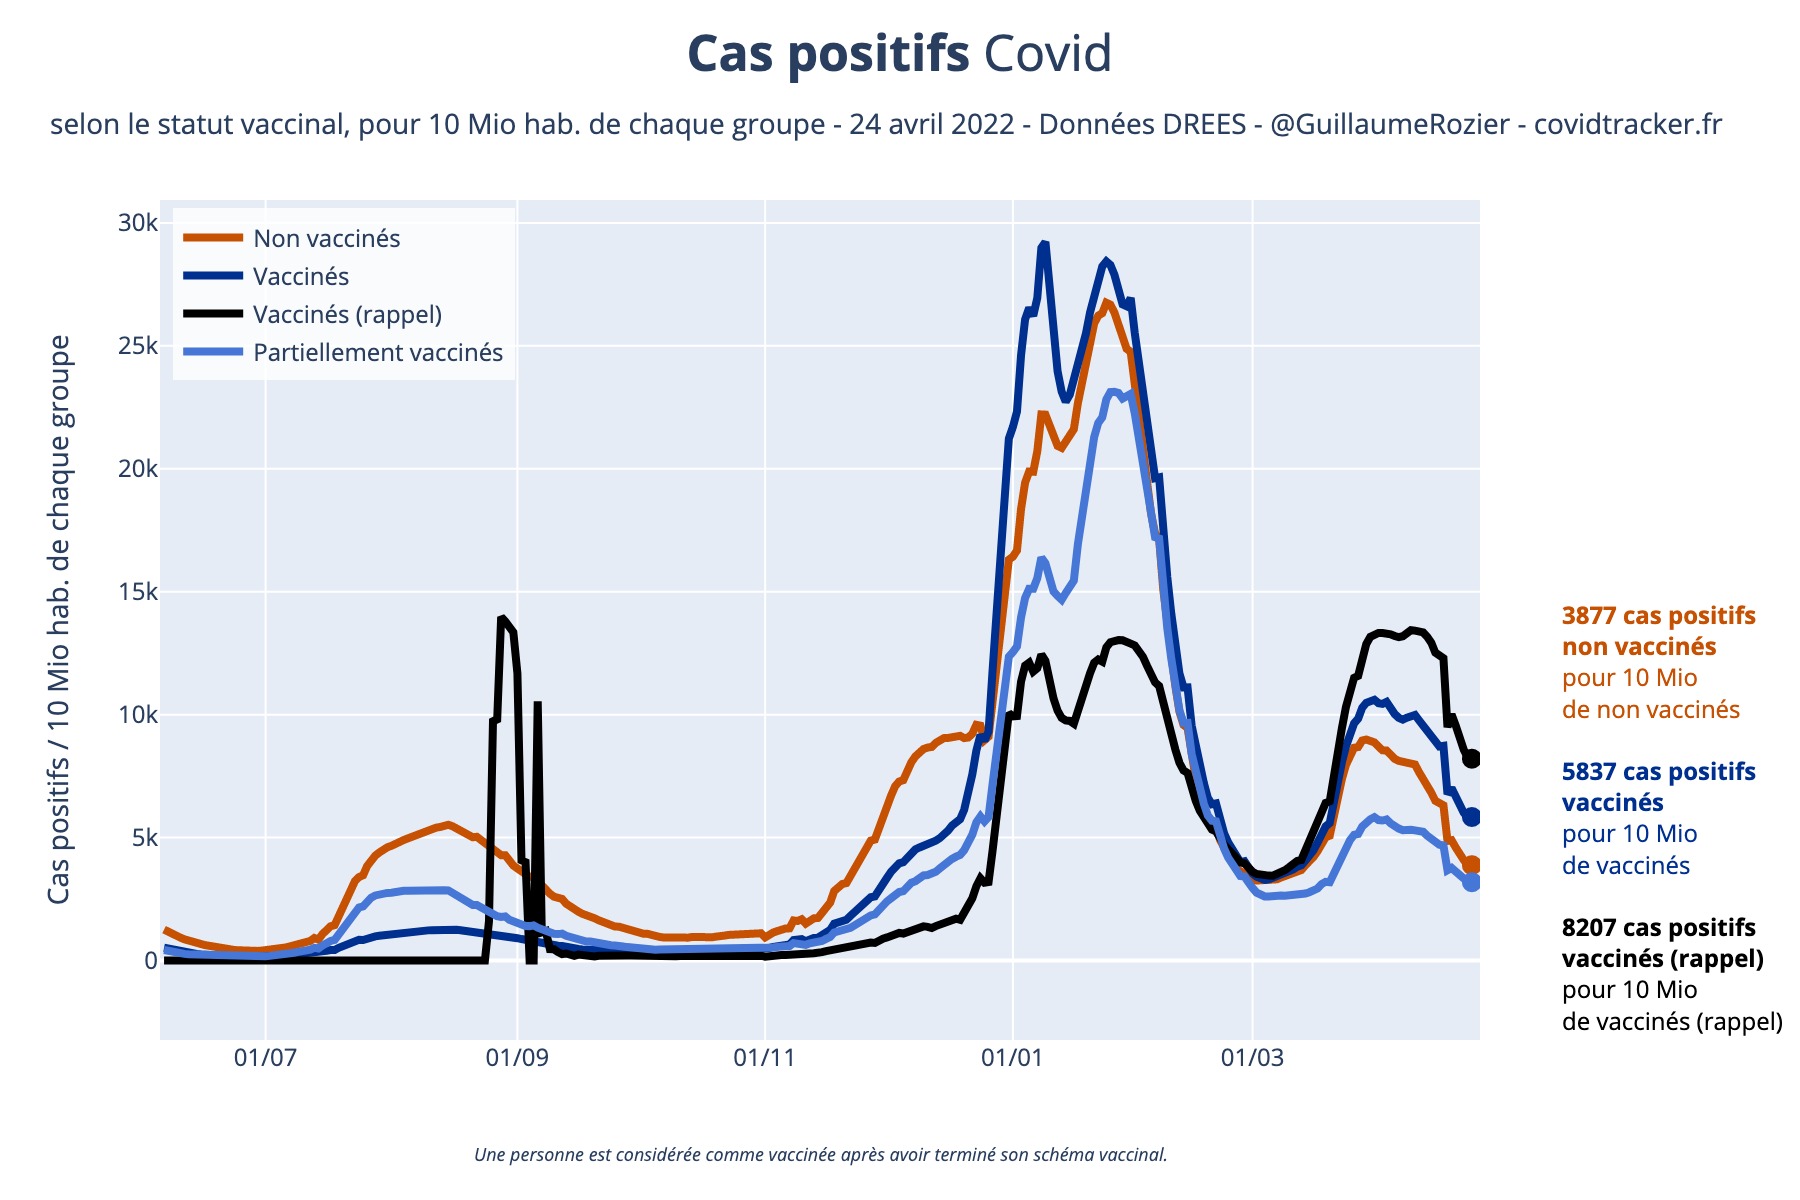 Cas positifs Covid
selon le statut vaccinal, pour 10 Mio hab. de chaque groupe - 24 avril 2022 - Données DREES - @GuillaumeRozier - covidtracker.fr
Cas positifs / 10 Mio hab. de chaque groupe
30k
25k
20k
15k
10k
5k
0
Non vaccinés
Vaccinés
Vaccinés (rappel)
Partiellement vaccinés
01/07
01/09
01/11
01/01
01/03
3877 cas positifs
non vaccinés
pour 10 Mio
de non vaccinés
5837 cas positifs
vaccinés
pour 10 Mio
de vaccinés
8207 cas positifs
vaccinés (rappel)
pour 10 Mio
de vaccinés (rappel)
Une personne est considérée comme vaccinée après avoir terminé son schéma vaccinal.